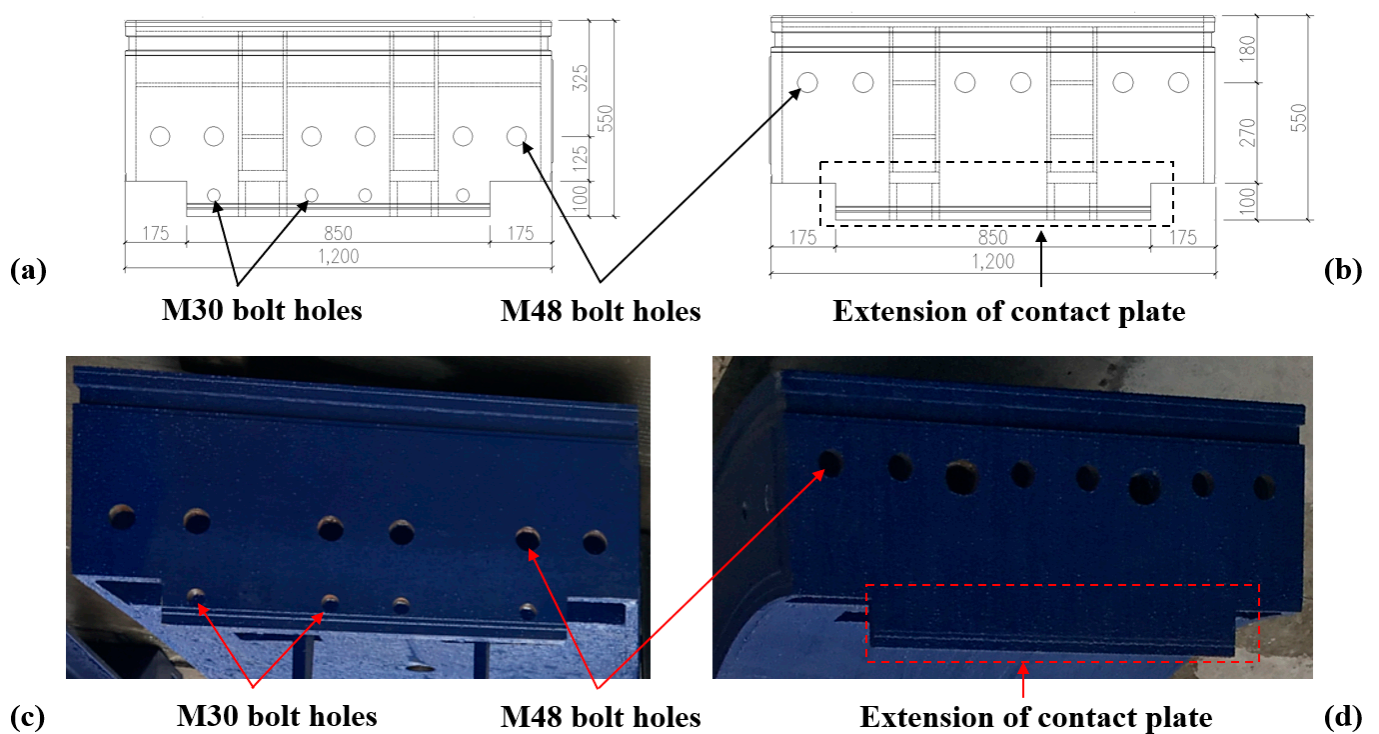 325
125
100
550
175
850
175
1,200
(a)
M30 bolt holes
M48 bolt holes
180
270
100
550
175
850
175
1,200
(b)
Extension of contact plate
(c)
M30 bolt holes
M48 bolt holes
Extension of contact plate
(d)